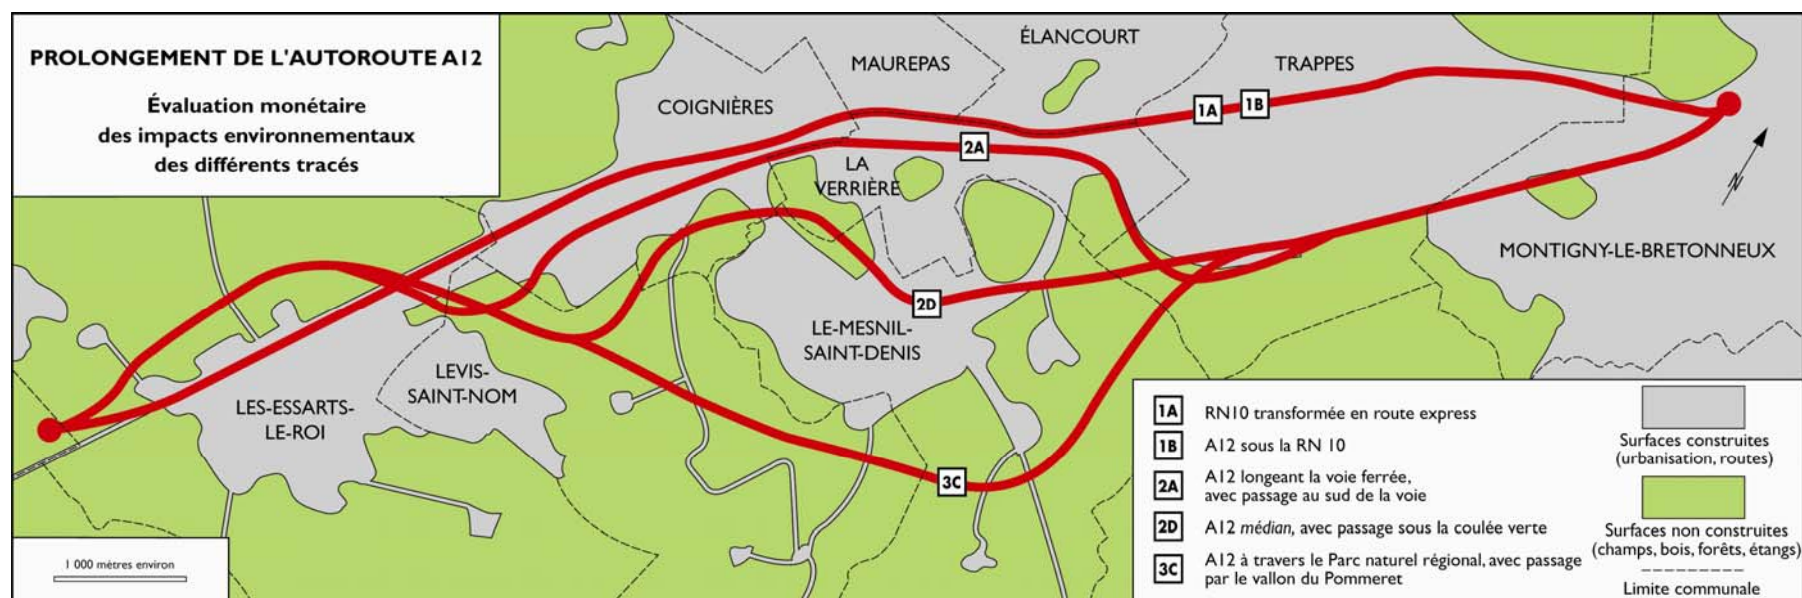 PROLONGEMENT DE L'AUTOROUTE A12
Évaluation monétaire
des impacts environnementaux
des différents tracés
ÉLANCOURT
MAUREPAS
TRAPPES
COIGNIÈRES
1A
1B
2A
LA
VERRIÈRE
N
MONTIGNY-LE-BRETONNEUX
2D
LE-MESNIL-
SAINT-DENIS
LEVIS-
SAINT-NOM
LES-ESSARTS-
LE-ROI
3C
1 000 mètres environ
1A RN10 transformée en route express
1B A12 sous la RN 10
2A A12 longeant la voie ferrée,
avec passage au sud de la voie
2D A12 médian, avec passage sous la coulée verte
3C A12 à travers le Parc naturel régional, avec passage
par le vallon du Pommeret
Surfaces construites
(urbanisation, routes)
Surfaces non construites
(champs, bois, forêts, étangs)
Limite communale